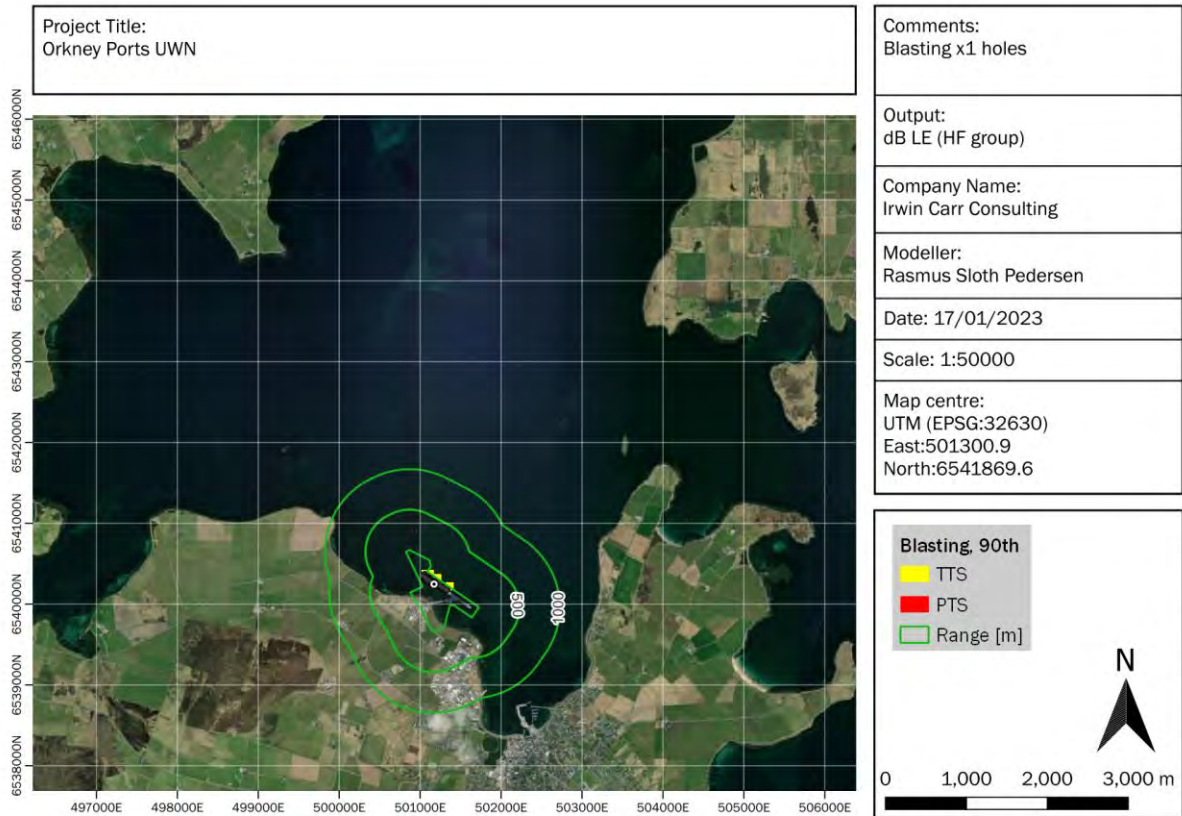 Project Title:
Orkney Ports UWN
Comments:
Blasting x1 holes
Output:
dB LE (HF group)
Company Name:
Irwin Carr Consulting
Modeller:
Rasmus Sloth Pedersen
Date: 17/01/2023
Scale: 1:50000
Map centre:
UTM (EPSG:32630)
East:501300.9
North:6541869.6
6546000N
6545000N
6544000N
6543000N
6542000N
6541000N
6540000N
6539000N
6538000N
500
1000
497000E
498000E
499000E
500000E
501000E
502000E
503000E
504000E
505000E
506000E
Blasting, 90th
TTS
PTS
Range [m]
N
0 1,000 2,000 3,000 m